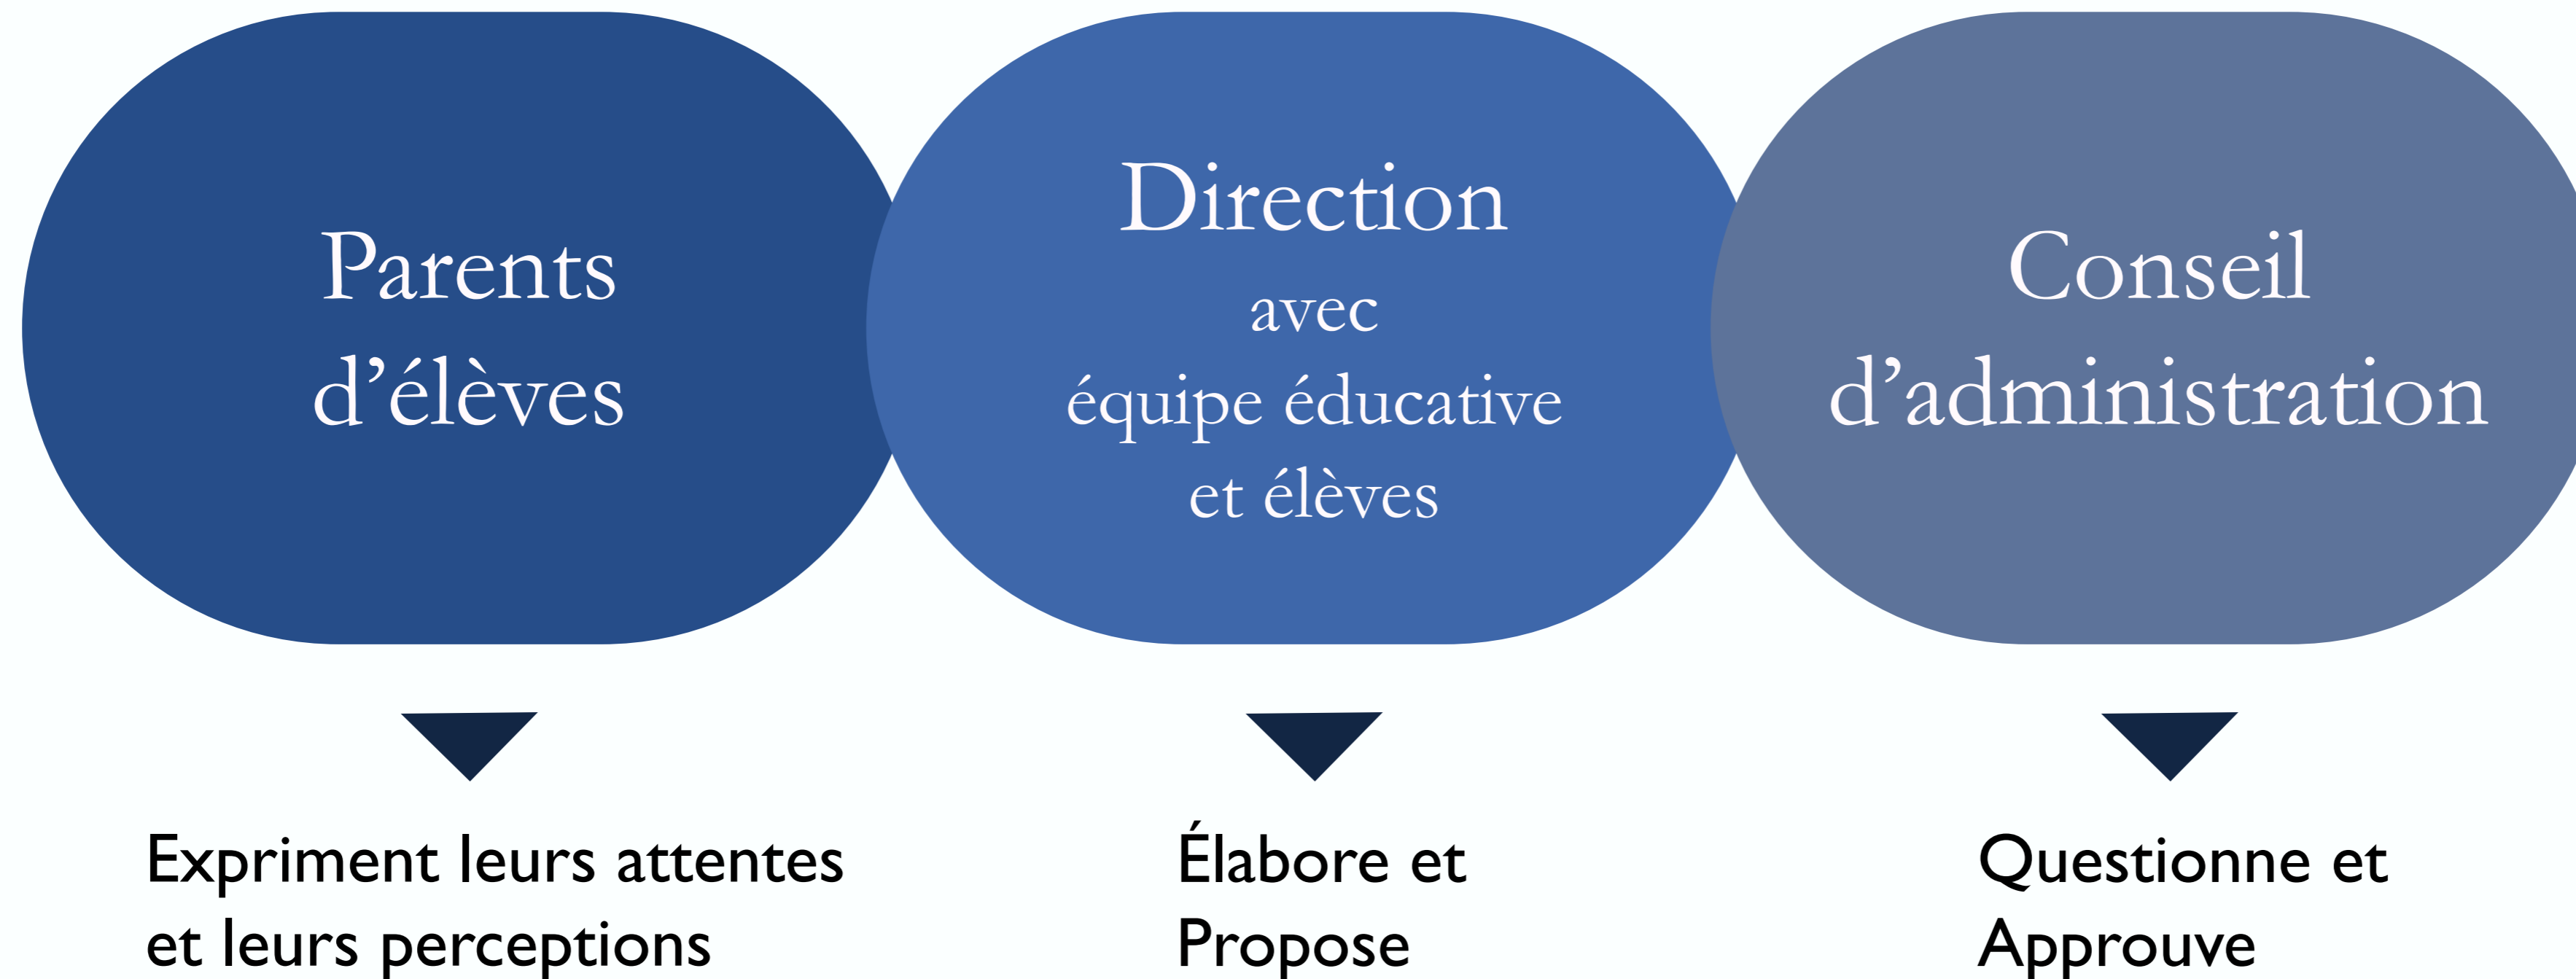 Parents
d’élèves
Direction
avec
équipe éducative
et élèves
Conseil
d’administration
Expriment leurs attentes
et leurs perceptions
Élabore et
Propose
Questionne et
Approuve